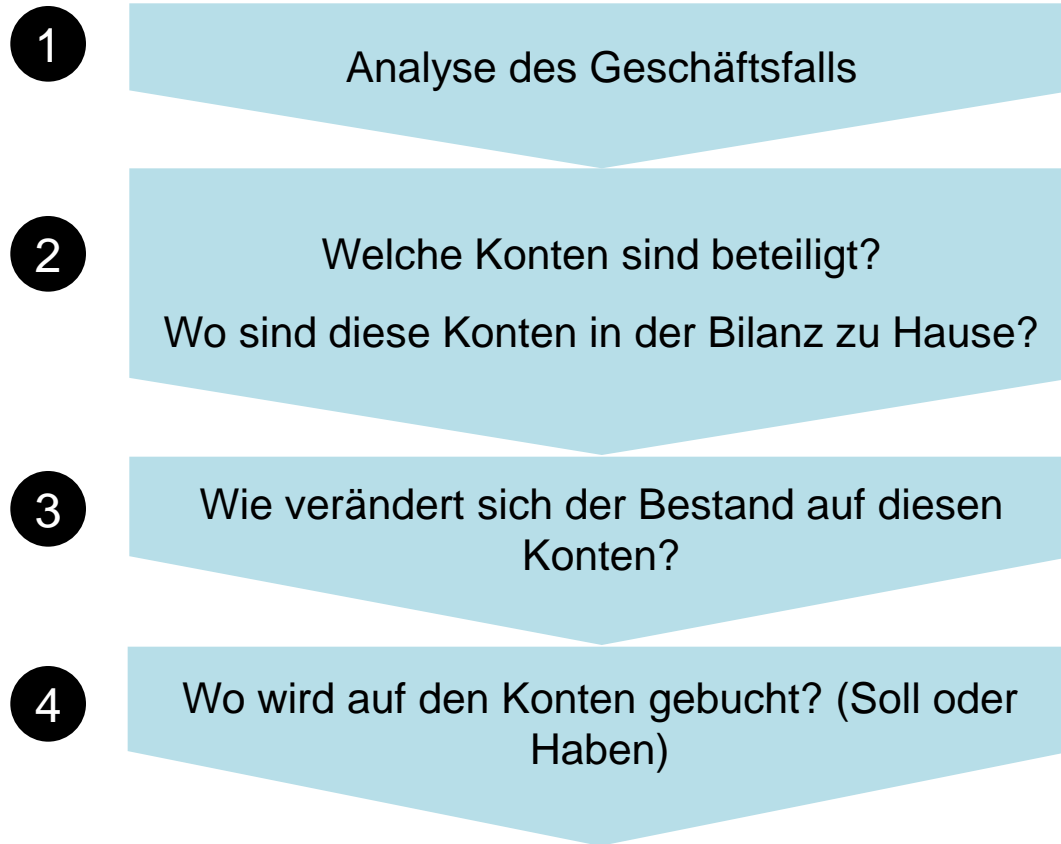 1
Analyse des Geschäftsfalls
2
Welche Konten sind beteiligt?
Wo sind diese Konten in der Bilanz zu Hause?
3
Wie verändert sich der Bestand auf diesen
Konten?
4
Wo wird auf den Konten gebucht? (Soll oder
Haben)